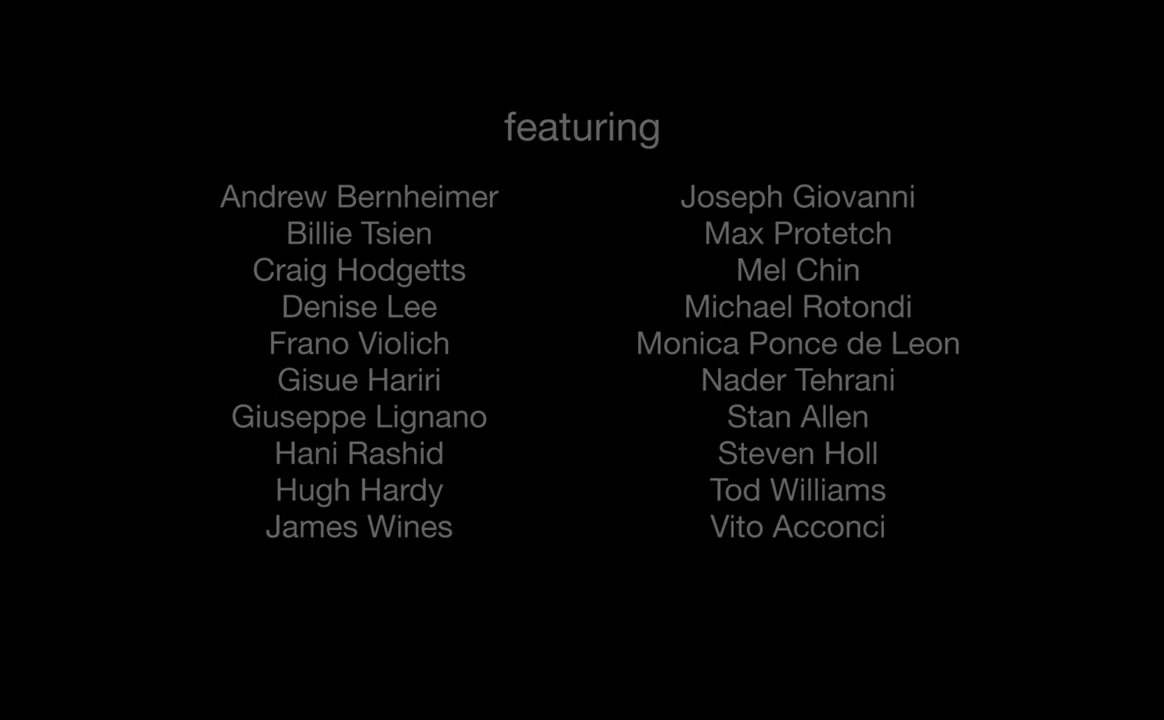 featuring
Andrew Bernheimer
Billie Tsien
Craig Hodgetts
Denise Lee
Frano Violich
Gisue Hariri
Giuseppe Lignano
Hani Rashid
Hugh Hardy
James Wines
Joseph Giovanni
Max Protetch
Mel Chin
Michael Rotondi
Monica Ponce de Leon
Nader Tehrani
Stan Allen
Steven Holl
Tod Williams
Vito Acconci